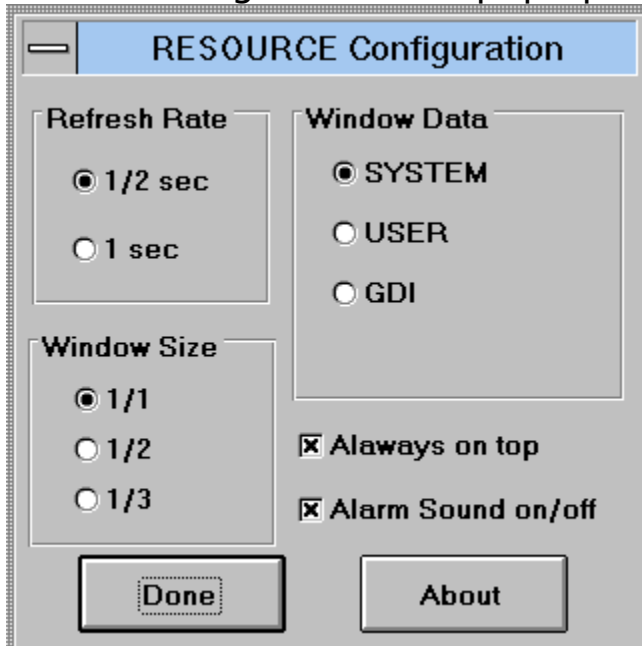 RESOURCE Configuration
Refresh Rate
1/2 sec
1 sec
Window Data
SYSTEM
USER
GDI
Window Size
1/1
1/2
1/3
Alaways on top
Alarm Sound on/off
Done
About